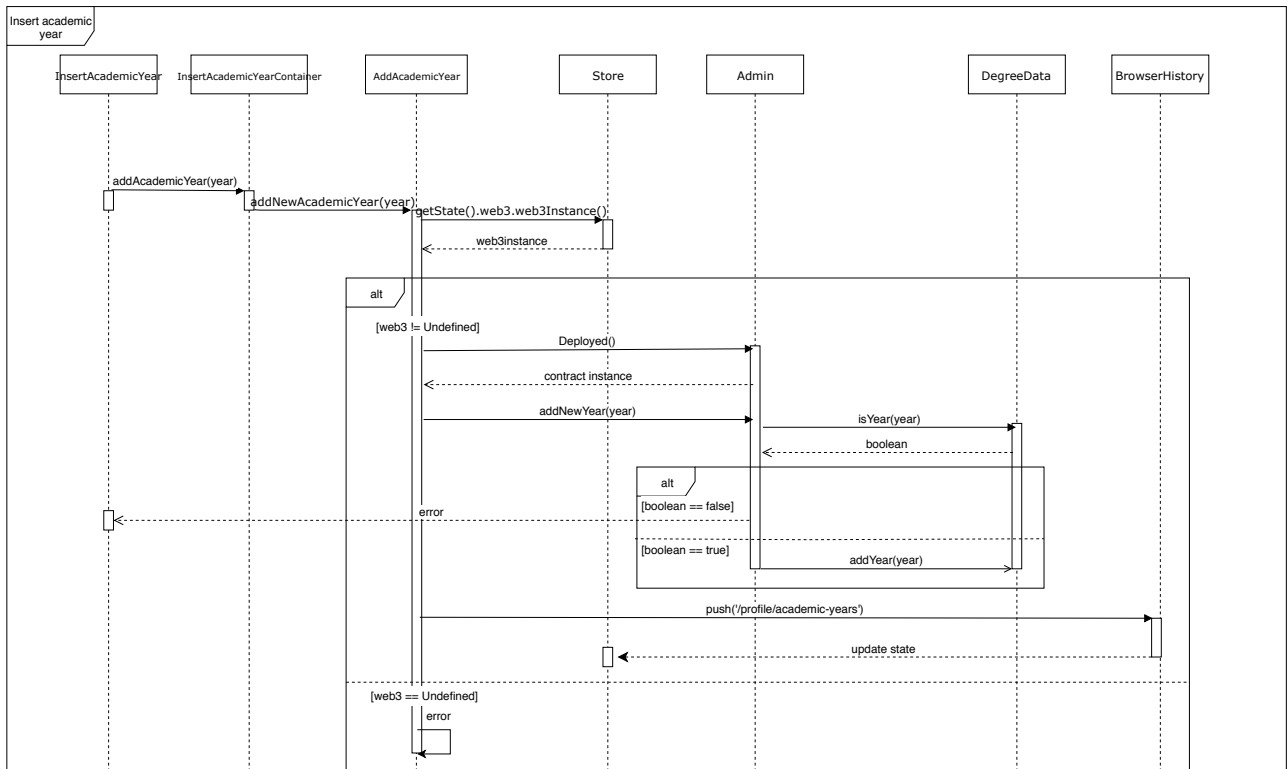 Insert academic
year
InsertAcademicYear
InsertAcademicYearContainer
AddAcademicYear
Store
Admin
DegreeData
BrowserHistory
addAcademicYear(year)
addNewAcademicYear(year)
getState().web3.web3Instance()
web3instance
alt
[web3 != Undefined]
Deployed()
contract instance
addNewYear(year)
isYear(year)
boolean
alt
[boolean == false]
error
[boolean == true]
addYear(year)
push('/profile/academic-years')
update state
[web3 == Undefined]
error